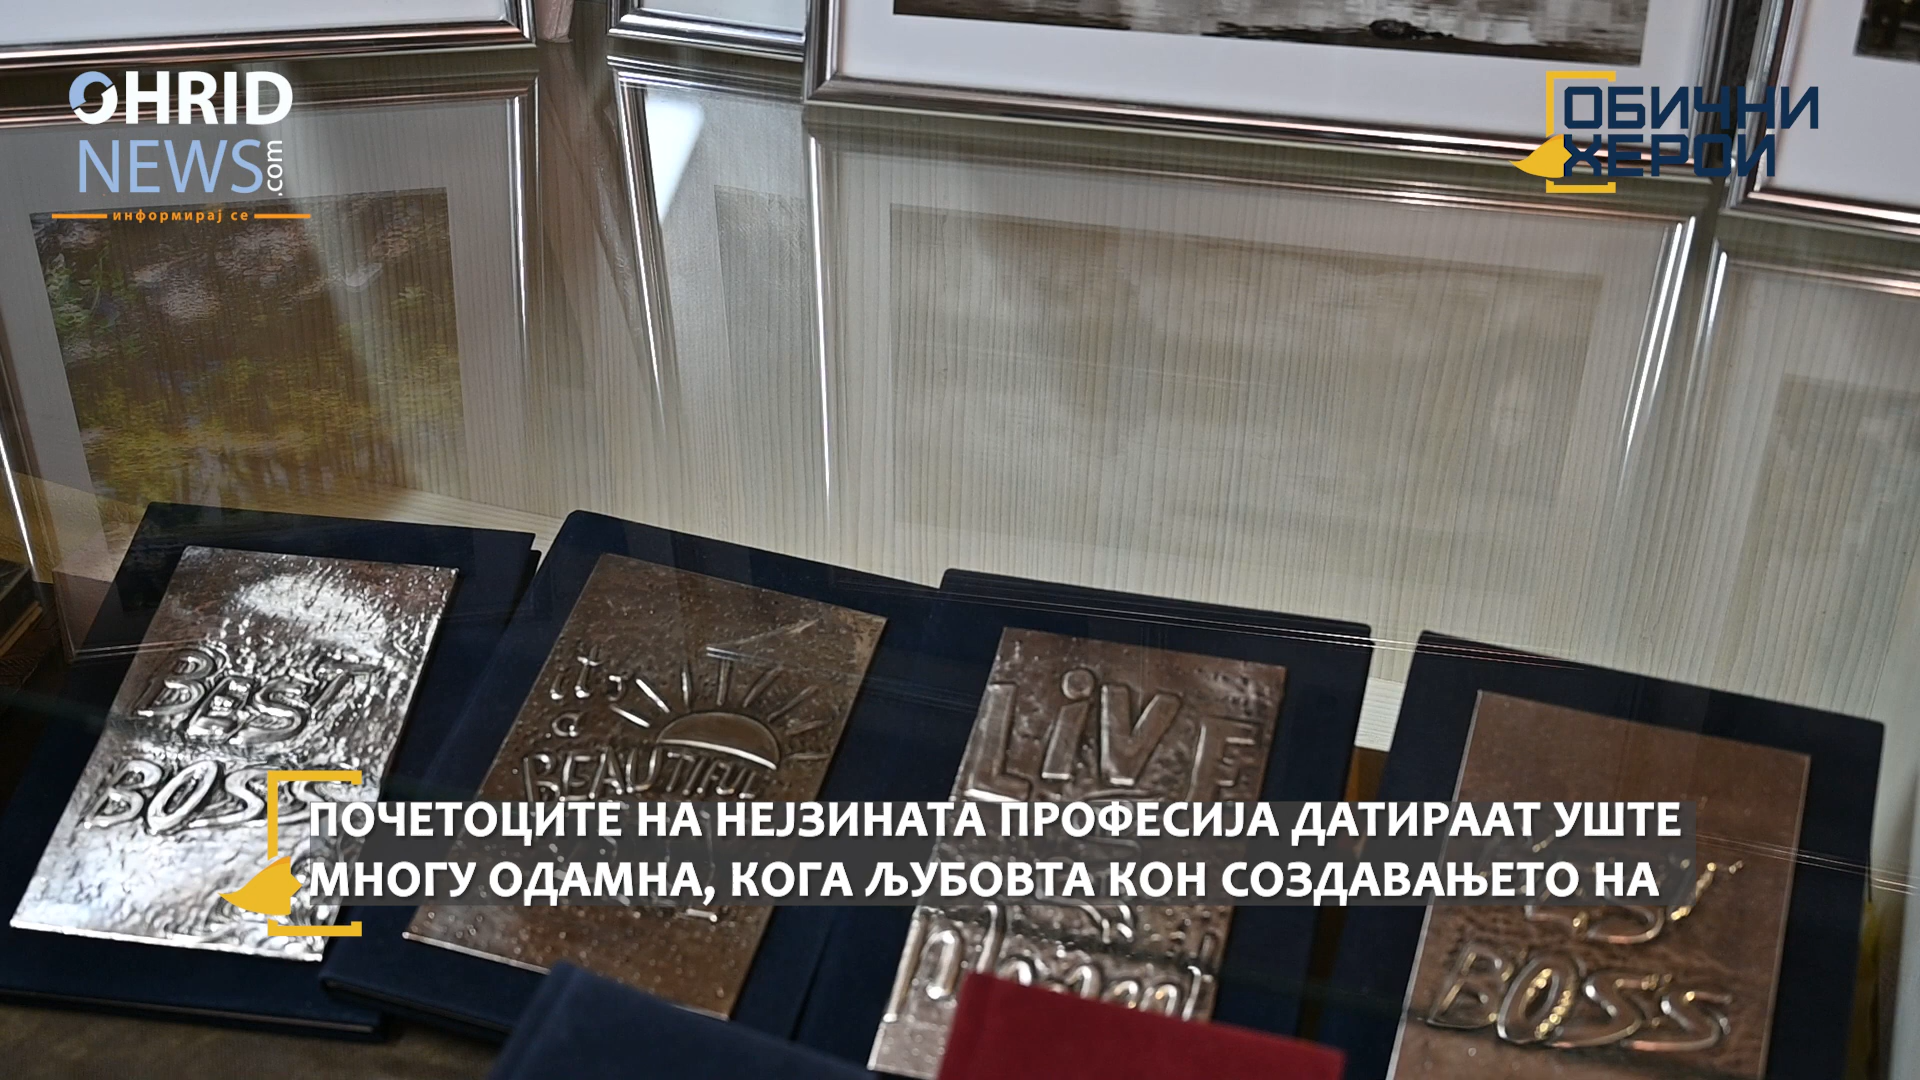 OHRID
NEWS.com
информирај се
ОБИЧНИ
ХЕРОИ
BEST
BOSS
it's
a
BEAUTIFUL
LiVE
BOSS
ПОЧЕТОЦИТЕ НА НЕЈЗИНАТА ПРОФЕСИЈА ДАТИРААТ УШТЕ
МНОГУ ОДАМНА, КОГА ЉУБОВТА КОН СОЗДАВАЊЕТО НА